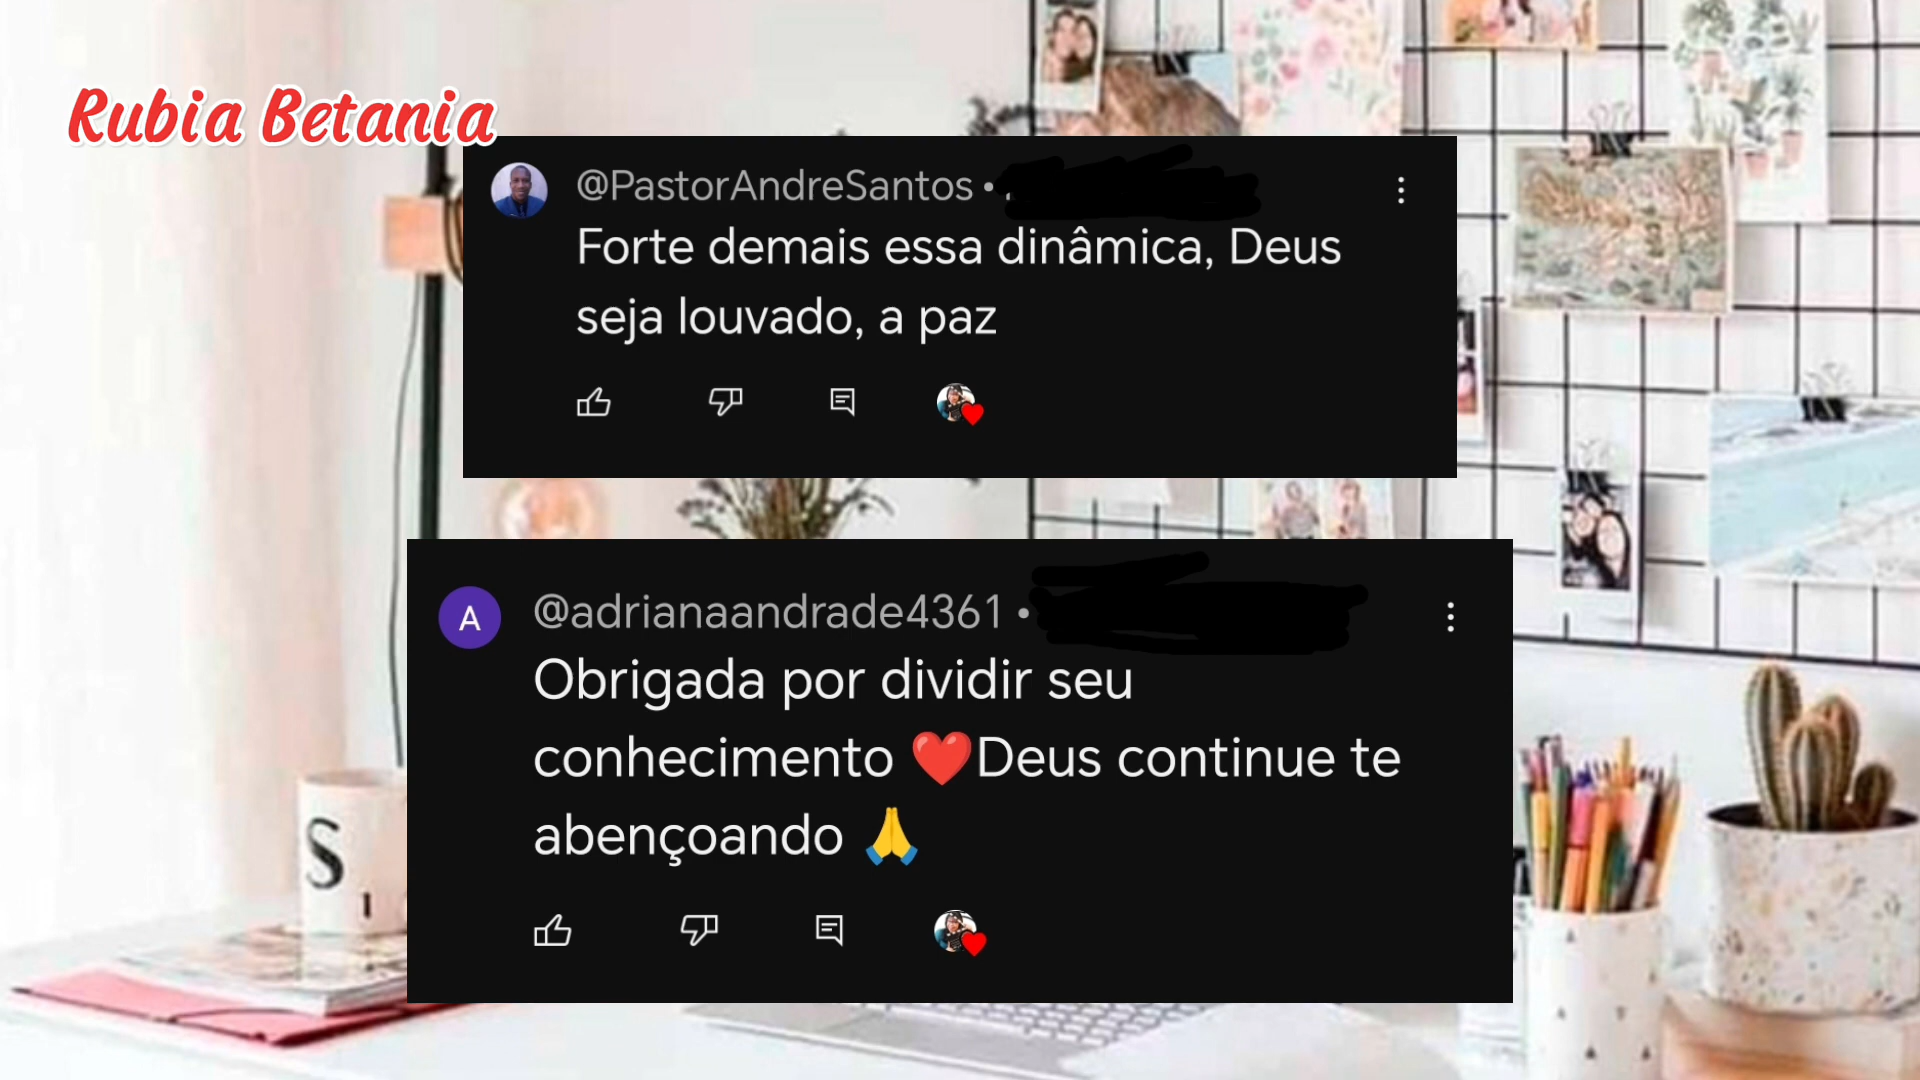 Rubia Betania
@PastorAndreSantos •
Forte demais essa dinâmica, Deus
seja louvado, a paz
A
@adrianaandrade4361 •
Obrigada por dividir seu
conhecimento ❤️Deus continue te
abençoando 🙏
S